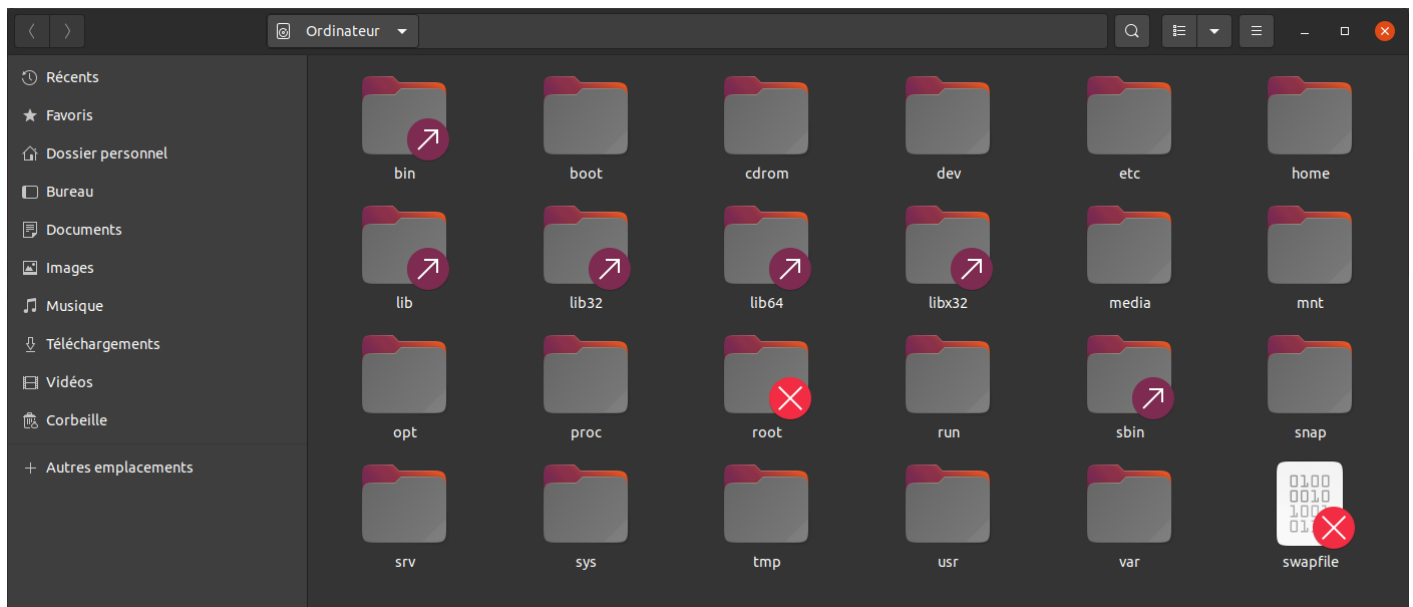 Ordinateur
Récents
Favoris
Dossier personnel
Bureau
Documents
Images
Musique
Téléchargements
Vidéos
Corbeille
Autres emplacements
bin boot cdrom dev etc home
lib lib32 lib64 libx32 media mnt
opt proc root run sbin snap
srv sys tmp usr var swapfile
0100
0010